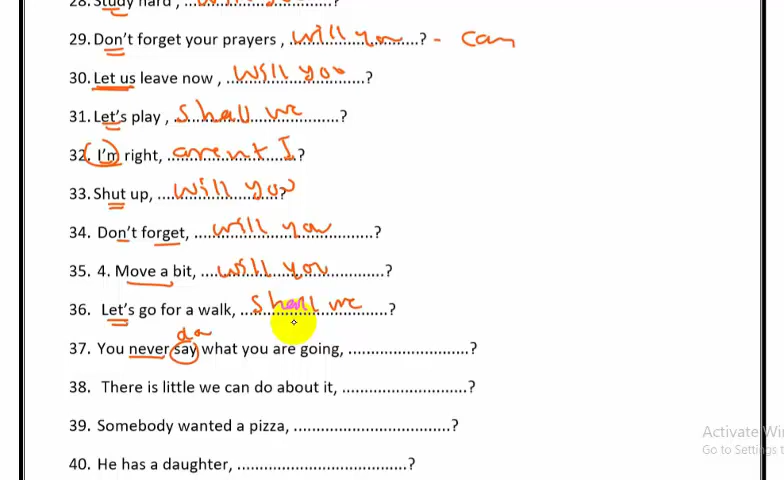 28. Study hard , ...........................?
29. Don't forget your prayers , will you ? - can
30. Let us leave now , will you ?
31. Let's play , shall we ?
32. I'm right, arent I ?
33. Shut up, will you ?
34. Don't forget, will you ?
35. 4. Move a bit, will you ?
36. Let's go for a walk, shall we ?
do
37. You never say what you are going, ...........................?
38. There is little we can do about it, ............................?
39. Somebody wanted a pizza, ...................................?
40. He has a daughter, ......................................?
Activate Win
Go to Settings t